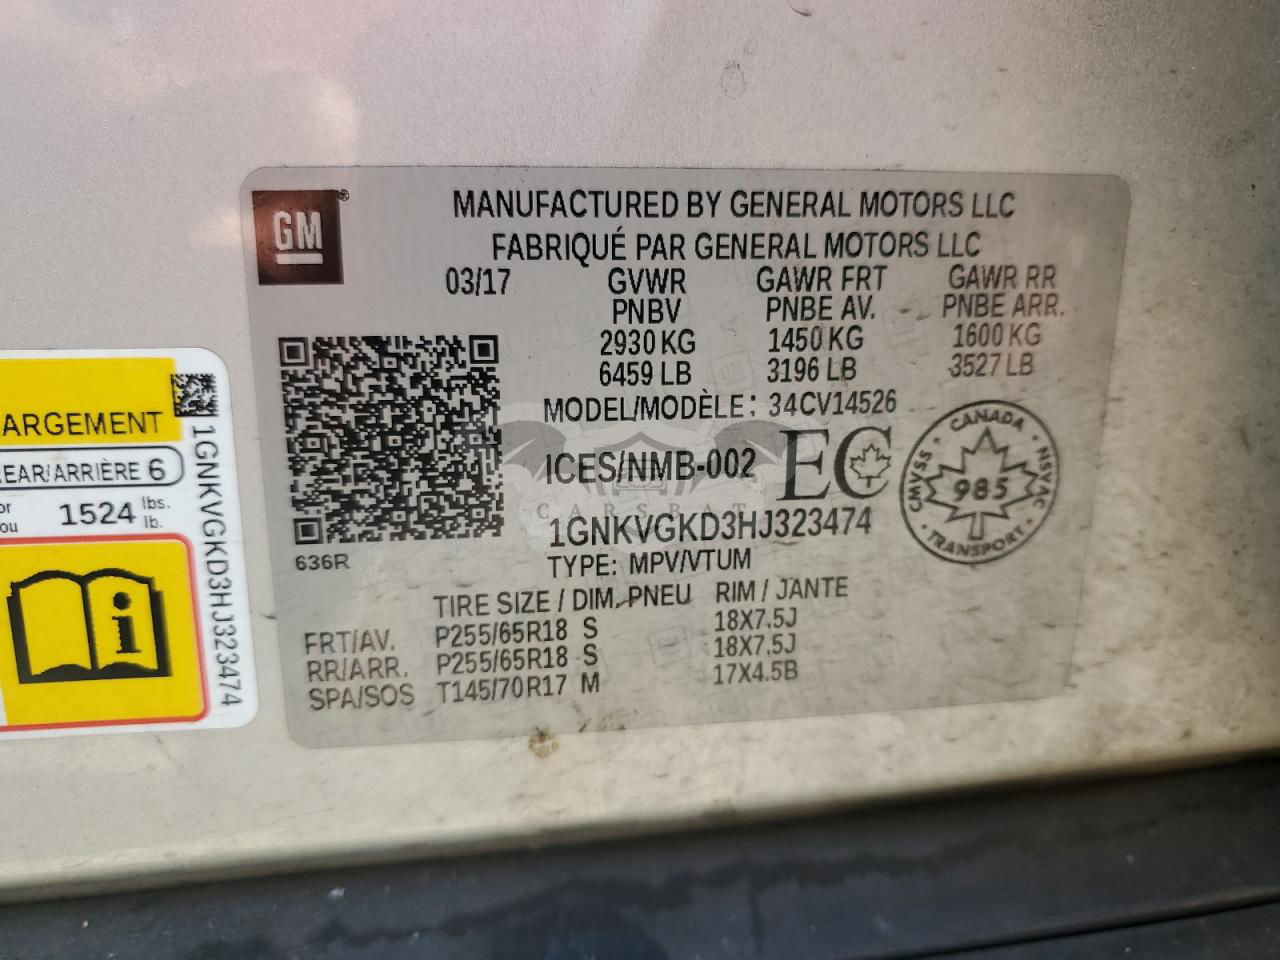 GM®
MANUFACTURED BY GENERAL MOTORS LLC
FABRIQUÉ PAR GENERAL MOTORS LLC
03/17 GVWR GAWR FRT GAWR RR
PNBV PNBE AV. PNBE ARR.
2930 KG 1450 KG 1600 KG
6459 LB 3196 LB 3527 LB
MODEL/MODÈLE: 34CV14526
ICES/NMB-002 EC
CARSBAT
1GNKVGKD3HJ323474
636R
TYPE: MPV/VTUM
TIRE SIZE / DIM. PNEU RIM / JANTE
FRT/AV. P255/65R18 S 18X7.5J
RR/ARR. P255/65R18 S 18X7.5J
SPA/SOS T145/70R17 M 17X4.5B
CANADA
CMVSS 985 NSVAC
TRANSPORT
ARGEMENT
REAR/ARRIÈRE 6
or
ou 1524 lbs.
lb.
i
1GNKVGKD3HJ323474